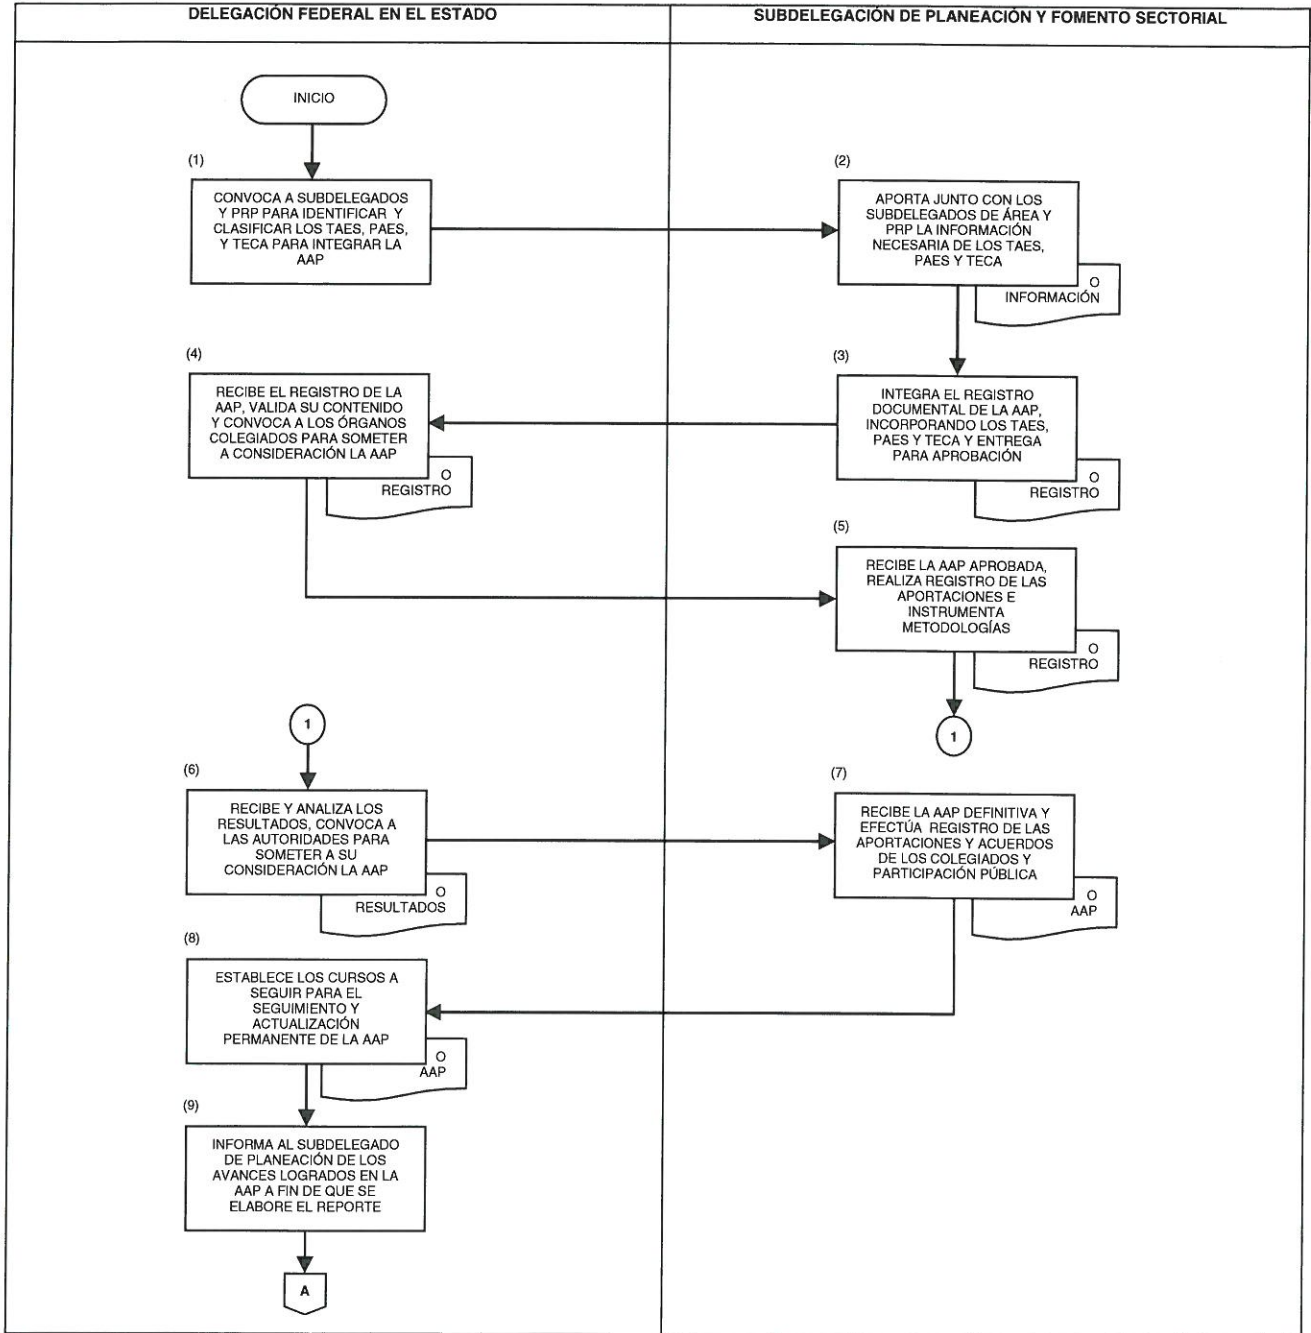 DELEGACIÓN FEDERAL EN EL ESTADO
SUBDELEGACIÓN DE PLANEACIÓN Y FOMENTO SECTORIAL
INICIO
(1)
CONVOCA A SUBDELEGADOS
Y PRP PARA IDENTIFICAR Y
CLASIFICAR LOS TAES, PAES,
Y TECA PARA INTEGRAR LA
AAP
(2)
APORTA JUNTO CON LOS
SUBDELEGADOS DE ÁREA Y
PRP LA INFORMACIÓN
NECESARIA DE LOS TAES,
PAES Y TECA
O
INFORMACIÓN
(3)
INTEGRA EL REGISTRO
DOCUMENTAL DE LA AAP,
INCORPORANDO LOS TAES,
PAES Y TECA Y ENTREGA
PARA APROBACIÓN
O
REGISTRO
(4)
RECIBE EL REGISTRO DE LA
AAP, VALIDA SU CONTENIDO
Y CONVOCA A LOS ÓRGANOS
COLEGIADOS PARA SOMETER
A CONSIDERACIÓN LA AAP
O
REGISTRO
(5)
RECIBE LA AAP APROBADA,
REALIZA REGISTRO DE LAS
APORTACIONES E
INSTRUMENTA
METODOLOGÍAS
O
REGISTRO
1
1
(6)
RECIBE Y ANALIZA LOS
RESULTADOS, CONVOCA A
LAS AUTORIDADES PARA
SOMETER A SU
CONSIDERACIÓN LA AAP
O
RESULTADOS
(7)
RECIBE LA AAP DEFINITIVA Y
EFECTÚA REGISTRO DE LAS
APORTACIONES Y ACUERDOS
DE LOS COLEGIADOS Y
PARTICIPACIÓN PÚBLICA
O
AAP
(8)
ESTABLECE LOS CURSOS A
SEGUIR PARA EL
SEGUIMIENTO Y
ACTUALIZACIÓN
PERMANENTE DE LA AAP
O
AAP
(9)
INFORMA AL SUBDELEGADO
DE PLANEACIÓN DE LOS
AVANCES LOGRADOS EN LA
AAP A FIN DE QUE SE
ELABORE EL REPORTE
A